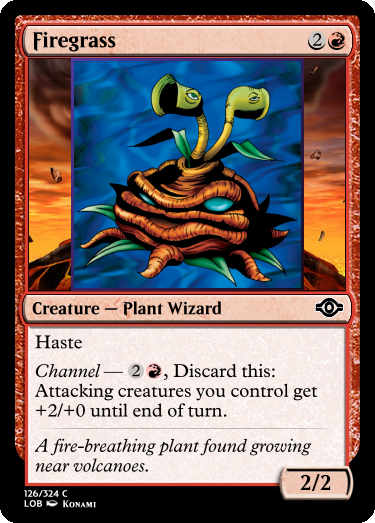 Firegrass 2
Creature — Plant Wizard
Haste
Channel — 2, Discard this:
Attacking creatures you control get
+2/+0 until end of turn.
A fire-breathing plant found growing
near volcanoes.
2/2
126/324 C
LOB KONAMI